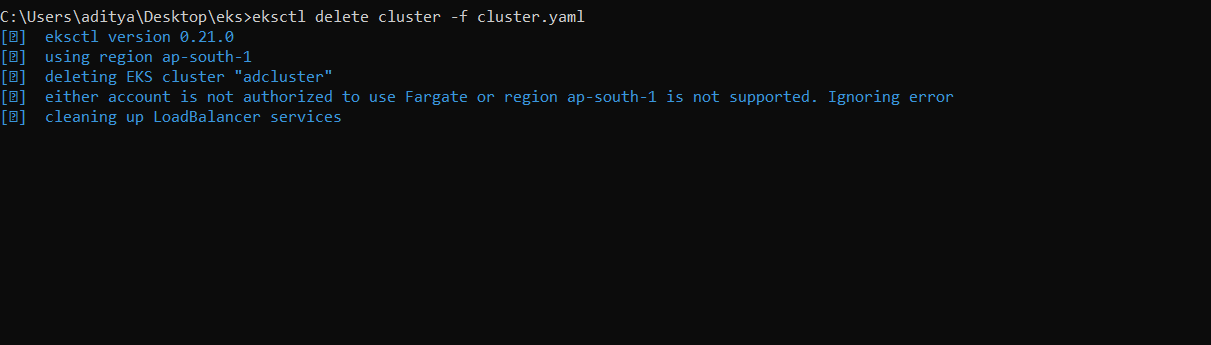 C:\Users\aditya\Desktop\eks>eksctl delete cluster -f cluster.yaml
[⍰]  eksctl version 0.21.0
[⍰]  using region ap-south-1
[⍰]  deleting EKS cluster "adcluster"
[⍰]  either account is not authorized to use Fargate or region ap-south-1 is not supported. Ignoring error
[⍰]  cleaning up LoadBalancer services